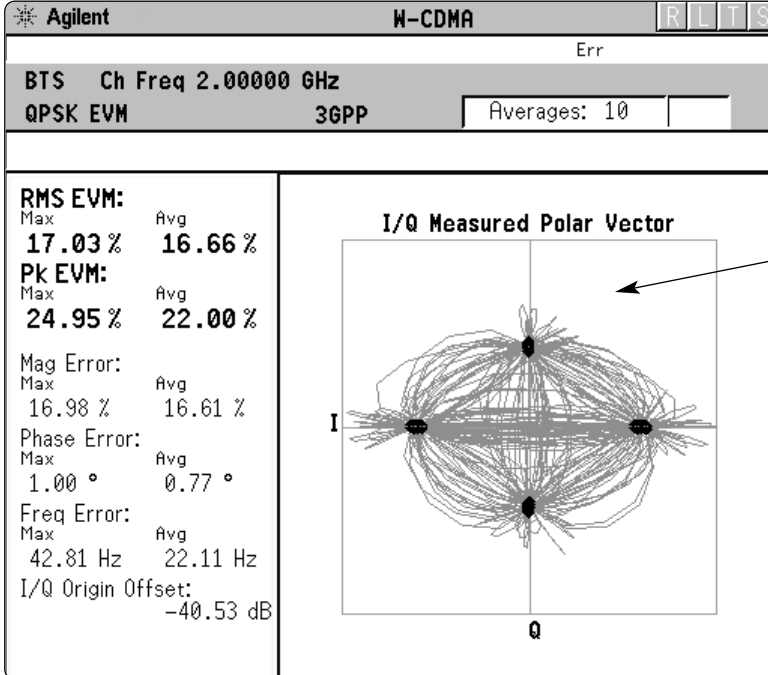 Agilent W-CDMA R L T S
Err
BTS Ch Freq 2.00000 GHz
QPSK EVM 3GPP Averages: 10
RMS EVM:
Max Avg
17.03 % 16.66 %
Pk EVM:
Max Avg
24.95 % 22.00 %
Mag Error:
Max Avg
16.98 % 16.61 %
Phase Error:
Max Avg
1.00 ° 0.77 °
Freq Error:
Max Avg
42.81 Hz 22.11 Hz
I/Q Origin Offset:
-40.53 dB
I/Q Measured Polar Vector
I
Q